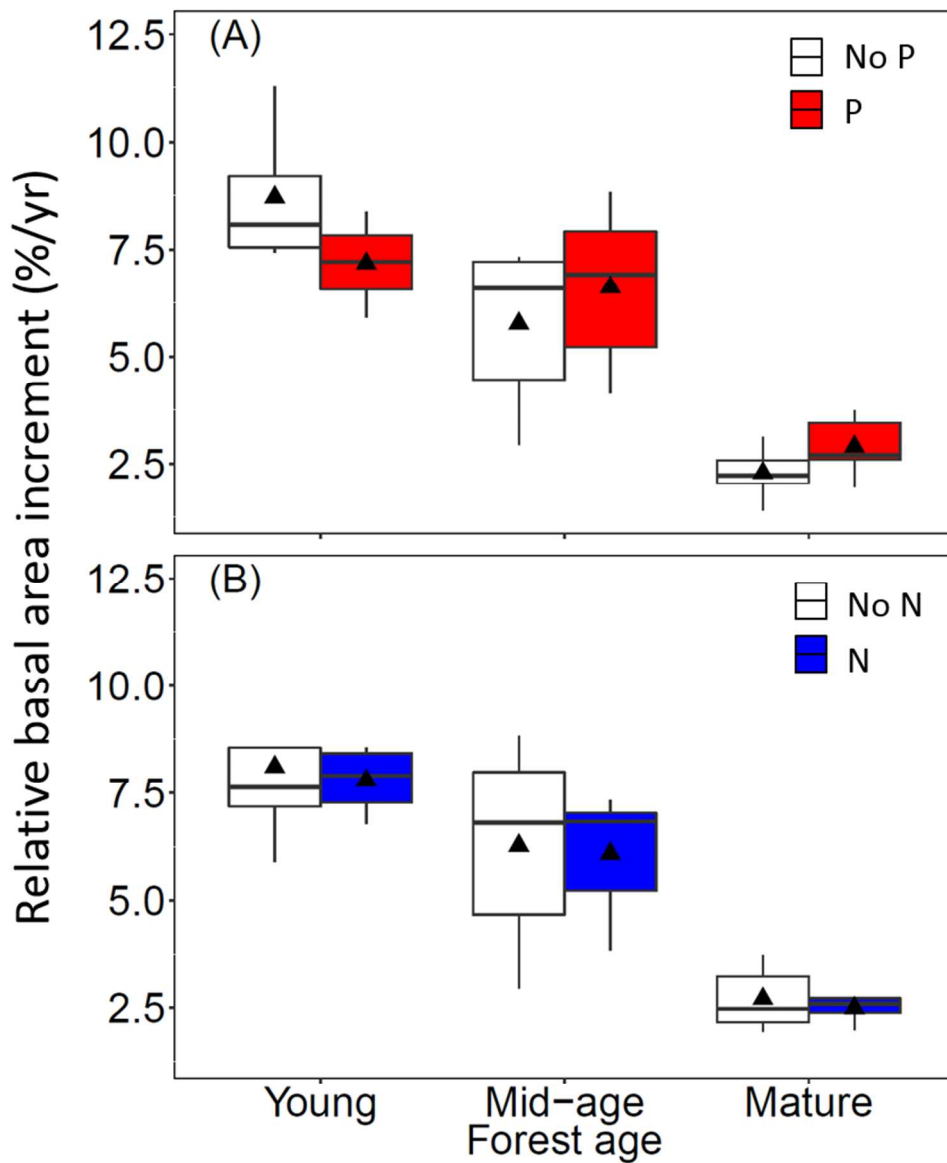 Relative basal area increment (%/yr)
(A)
No P
P
12.5
10.0
7.5
5.0
2.5
(B)
No N
N
12.5
10.0
7.5
5.0
2.5
Young Mid-age Mature
Forest age